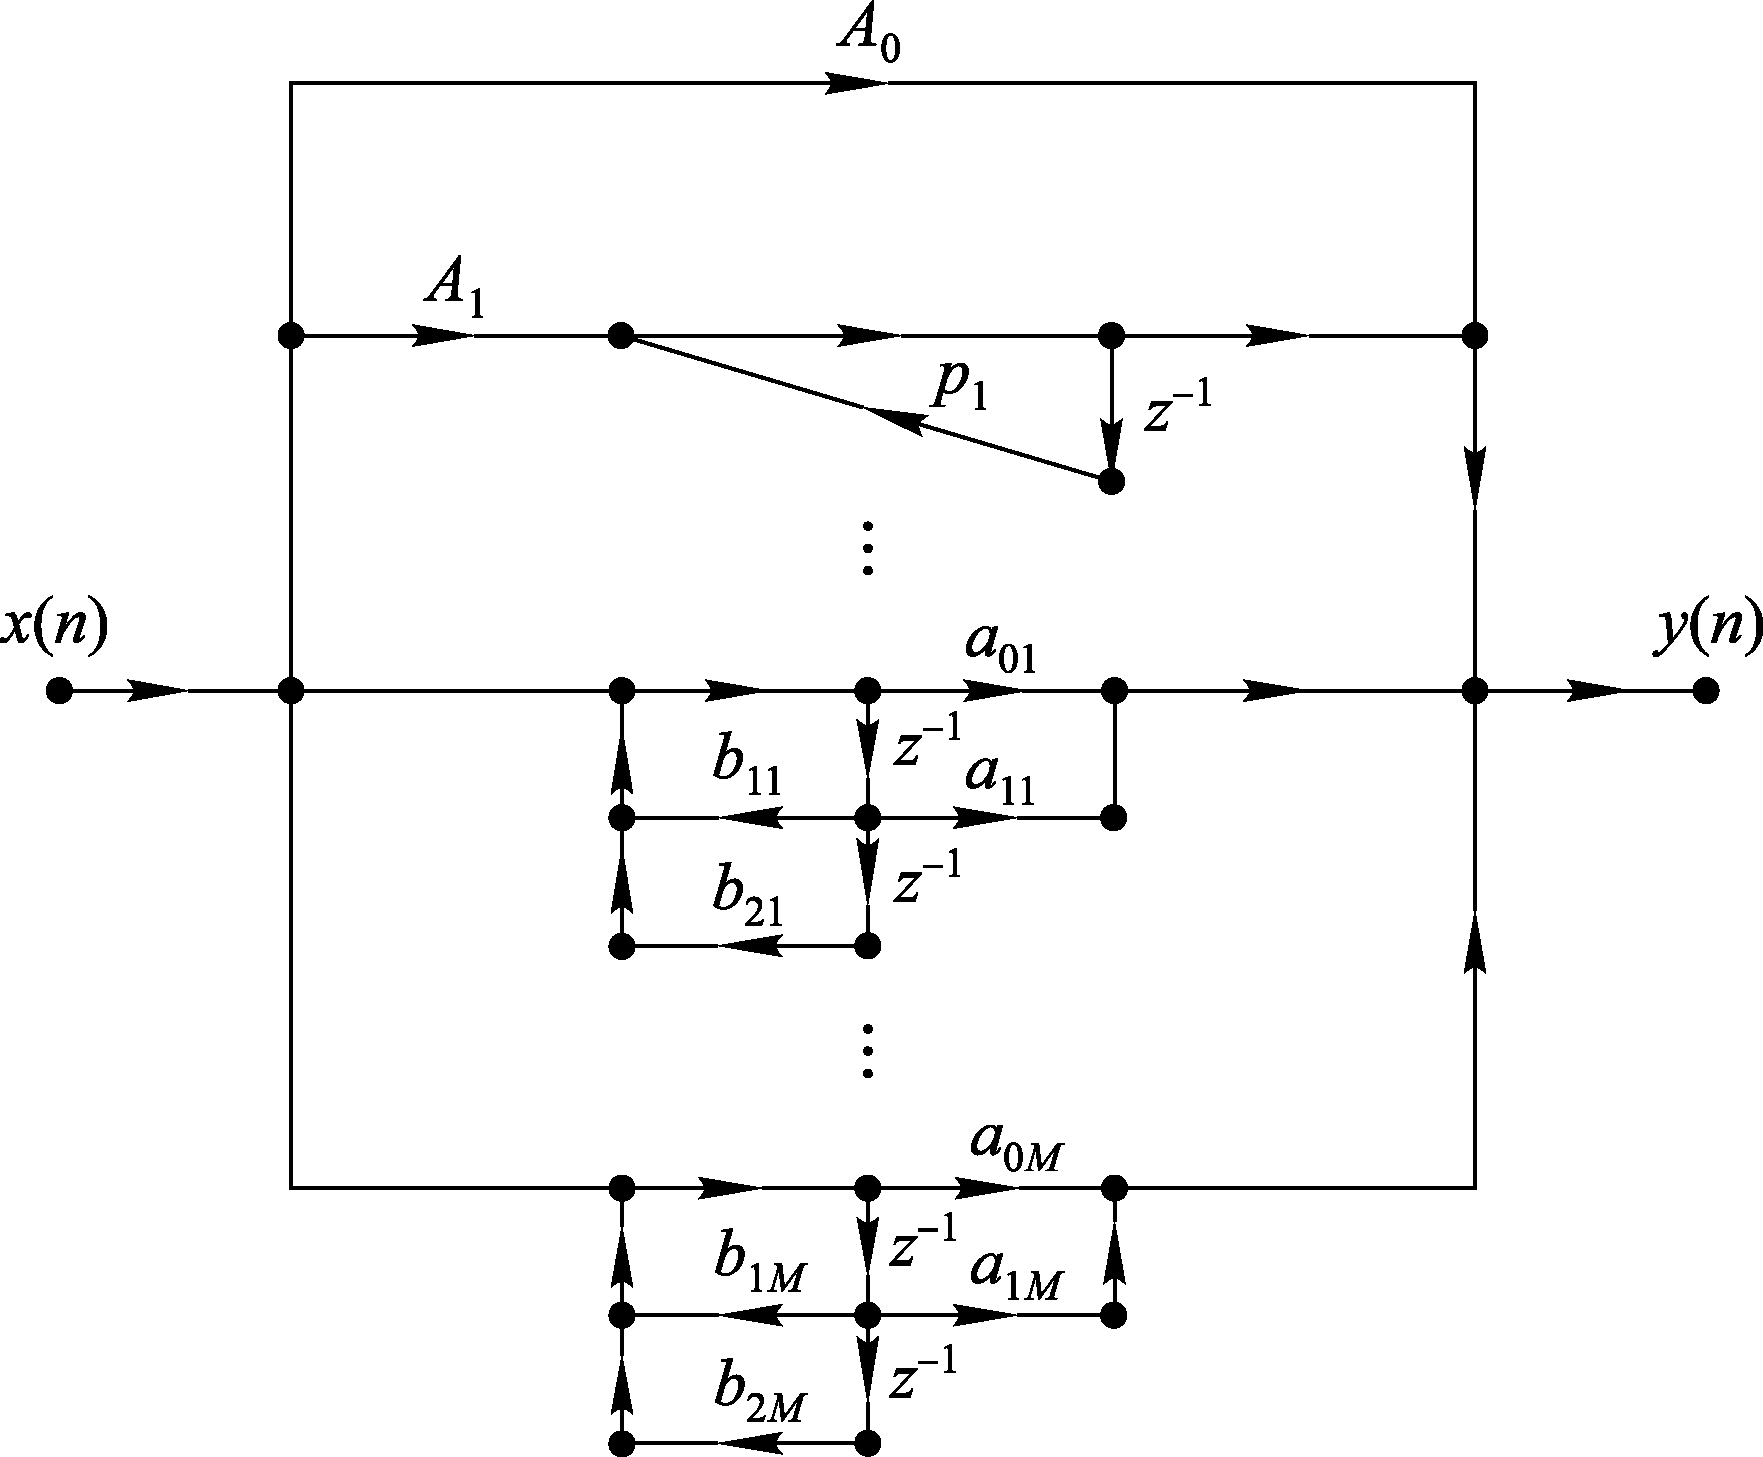 A₀
A₁
p₁
z⁻¹
⋮
x(n)
a₀₁
y(n)
z⁻¹
b₁₁
a₁₁
z⁻¹
b₂₁
⋮
a₀M
z⁻¹
b₁M
a₁M
z⁻¹
b₂M